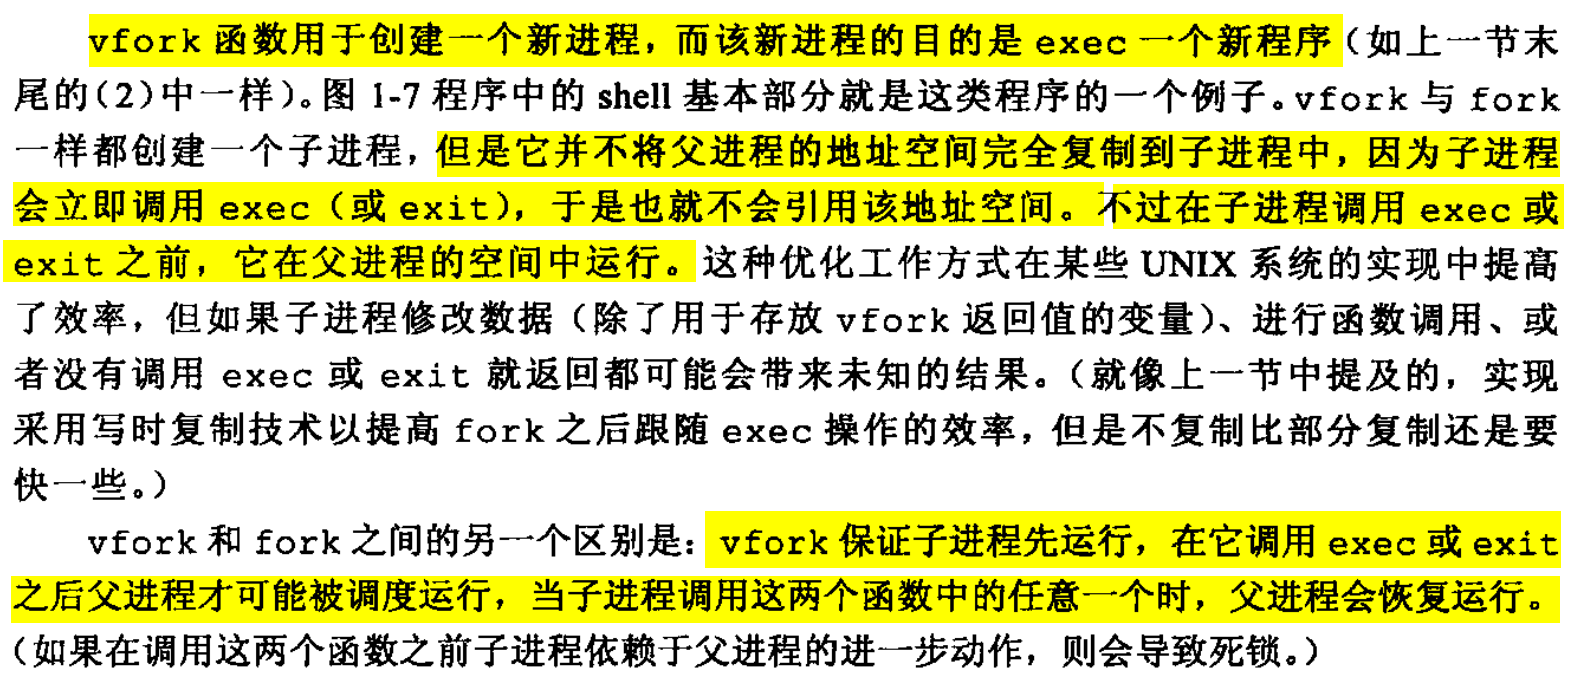 vfork 函数用于创建一个新进程，而该新进程的目的是 exec 一个新程序（如上一节末
尾的（2）中一样）。图 1-7 程序中的 shell 基本部分就是这类程序的一个例子。vfork 与 fork
一样都创建一个子进程，但是它并不将父进程的地址空间完全复制到子进程中，因为子进程
会立即调用 exec（或 exit），于是也就不会引用该地址空间。不过在子进程调用 exec 或
exit 之前，它在父进程的空间中运行。这种优化工作方式在某些 UNIX 系统的实现中提高
了效率，但如果子进程修改数据（除了用于存放 vfork 返回值的变量）、进行函数调用、或
者没有调用 exec 或 exit 就返回都可能会带来未知的结果。（就像上一节中提及的，实现
采用写时复制技术以提高 fork 之后跟随 exec 操作的效率，但是不复制比部分复制还是要
快一些。）
vfork 和 fork 之间的另一个区别是：vfork 保证子进程先运行，在它调用 exec 或 exit
之后父进程才可能被调度运行，当子进程调用这两个函数中的任意一个时，父进程会恢复运行。
（如果在调用这两个函数之前子进程依赖于父进程的进一步动作，则会导致死锁。）